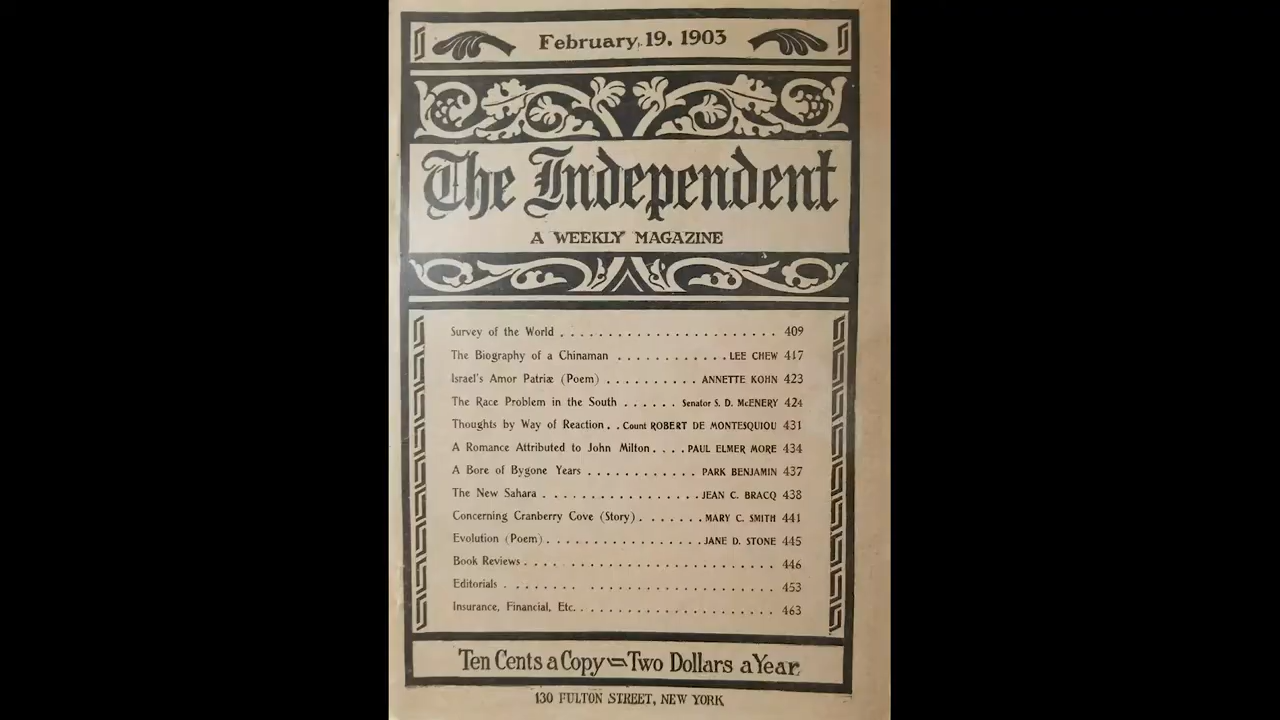 February, 19. 1903
The Independent
A WEEKLY MAGAZINE
Survey of the World . . . . . . . . . . . . . . . . . . . . . . . 409
The Biography of a Chinaman . . . . . . . . . . . . LEE CHEW 417
Israel's Amor Patriæ (Poem) . . . . . . . . . . ANNETTE KOHN 423
The Race Problem in the South . . . . . . Senator S. D. McENERY 424
Thoughts by Way of Reaction . . Count ROBERT DE MONTESQUIOU 431
A Romance Attributed to John Milton . . . . PAUL ELMER MORE 434
A Bore of Bygone Years . . . . . . . . . . . . PARK BENJAMIN 437
The New Sahara . . . . . . . . . . . . . . . . . JEAN C. BRACQ 438
Concerning Cranberry Cove (Story) . . . . . . . MARY C. SMITH 441
Evolution (Poem) . . . . . . . . . . . . . . . . . JANE D. STONE 445
Book Reviews . . . . . . . . . . . . . . . . . . . . . . . . . . 446
Editorials . . . . . . . . . . . . . . . . . . . . . . . . . . . 453
Insurance, Financial, Etc. . . . . . . . . . . . . . . . . . . . . 463
Ten Cents a Copy=Two Dollars a Year
130 FULTON STREET, NEW YORK